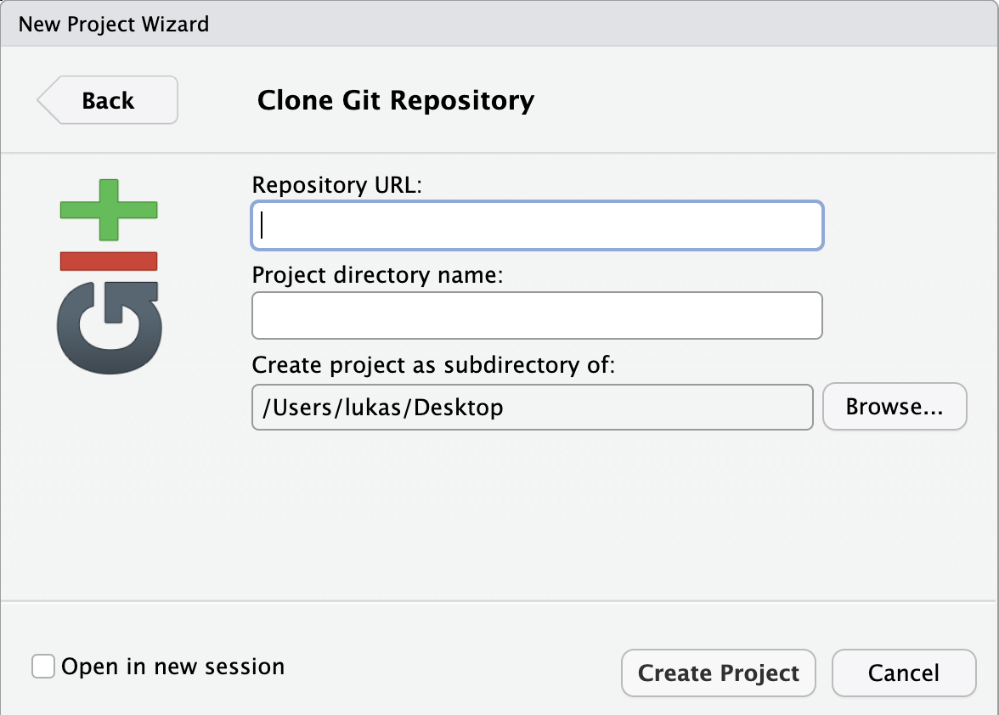 New Project Wizard
Back
Clone Git Repository
GIT
Repository URL:
Project directory name:
Create project as subdirectory of:
/Users/lukas/Desktop
Browse...
Open in new session
Create Project
Cancel